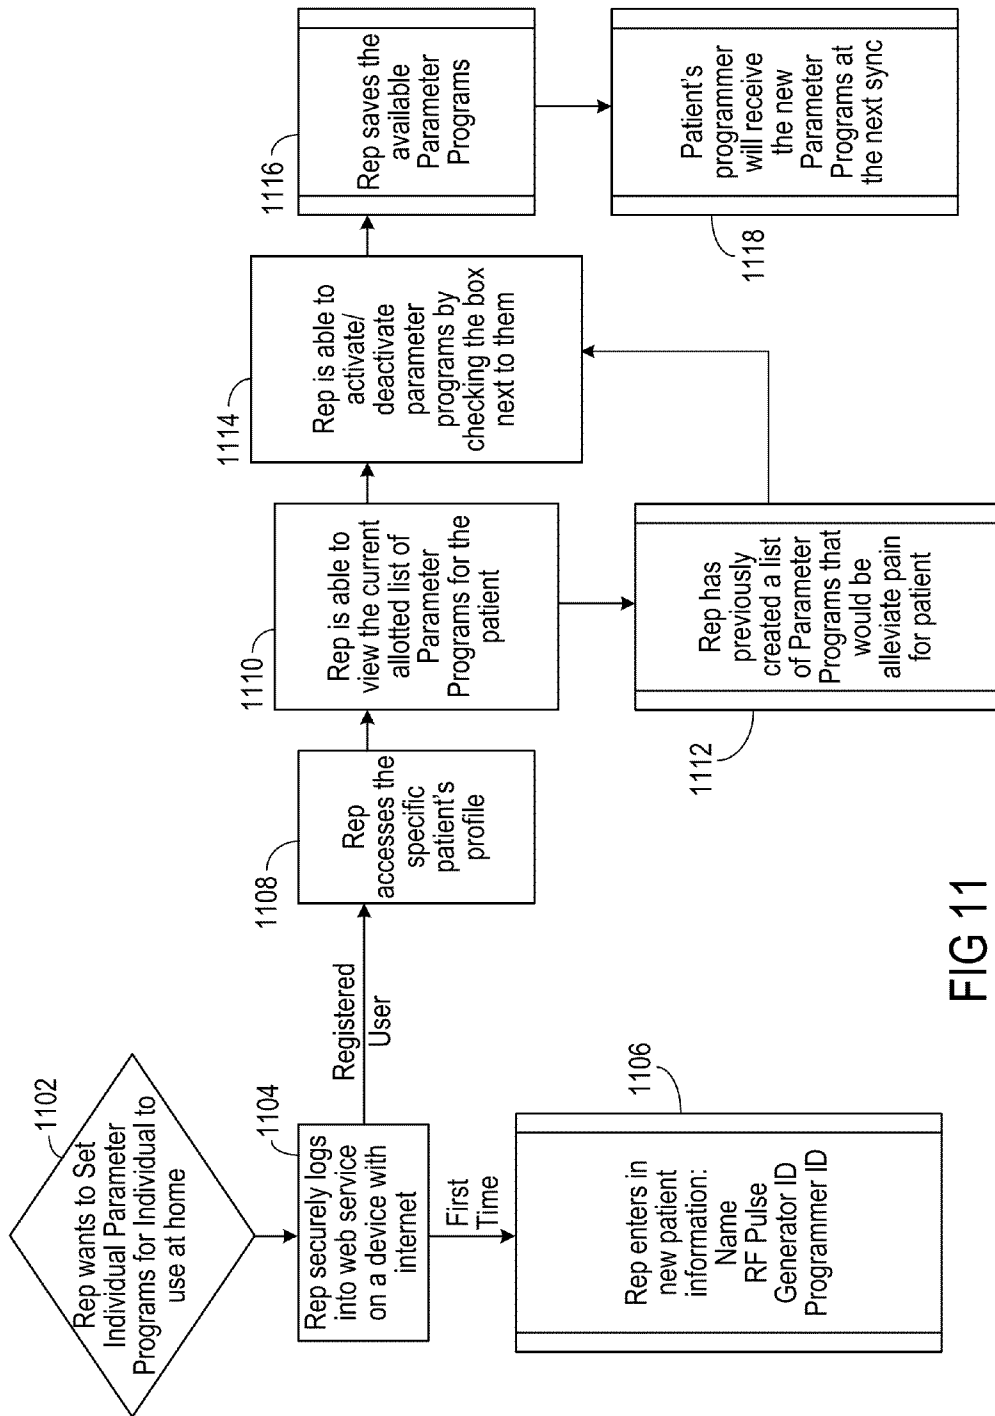 1102
Rep wants to Set
Individual Parameter
Programs for Individual to
use at home
1104
Rep securely logs
into web service
on a device with
internet
Registered
User
First
Time
1106
Rep enters in
new patient
information:
Name
RF Pulse
Generator ID
Programmer ID
1108
Rep
accesses the
specific
patient's
profile
1110
Rep is able to
view the current
allotted list of
Parameter
Programs for the
patient
1112
Rep has
previously
created a list
of Parameter
Programs that
would be
alleviate pain
for patient
1114
Rep is able to
activate/
deactivate
parameter
programs by
checking the box
next to them
1116
Rep saves the
available
Parameter
Programs
1118
Patient's
programmer
will receive
the new
Parameter
Programs at
the next sync
FIG 11